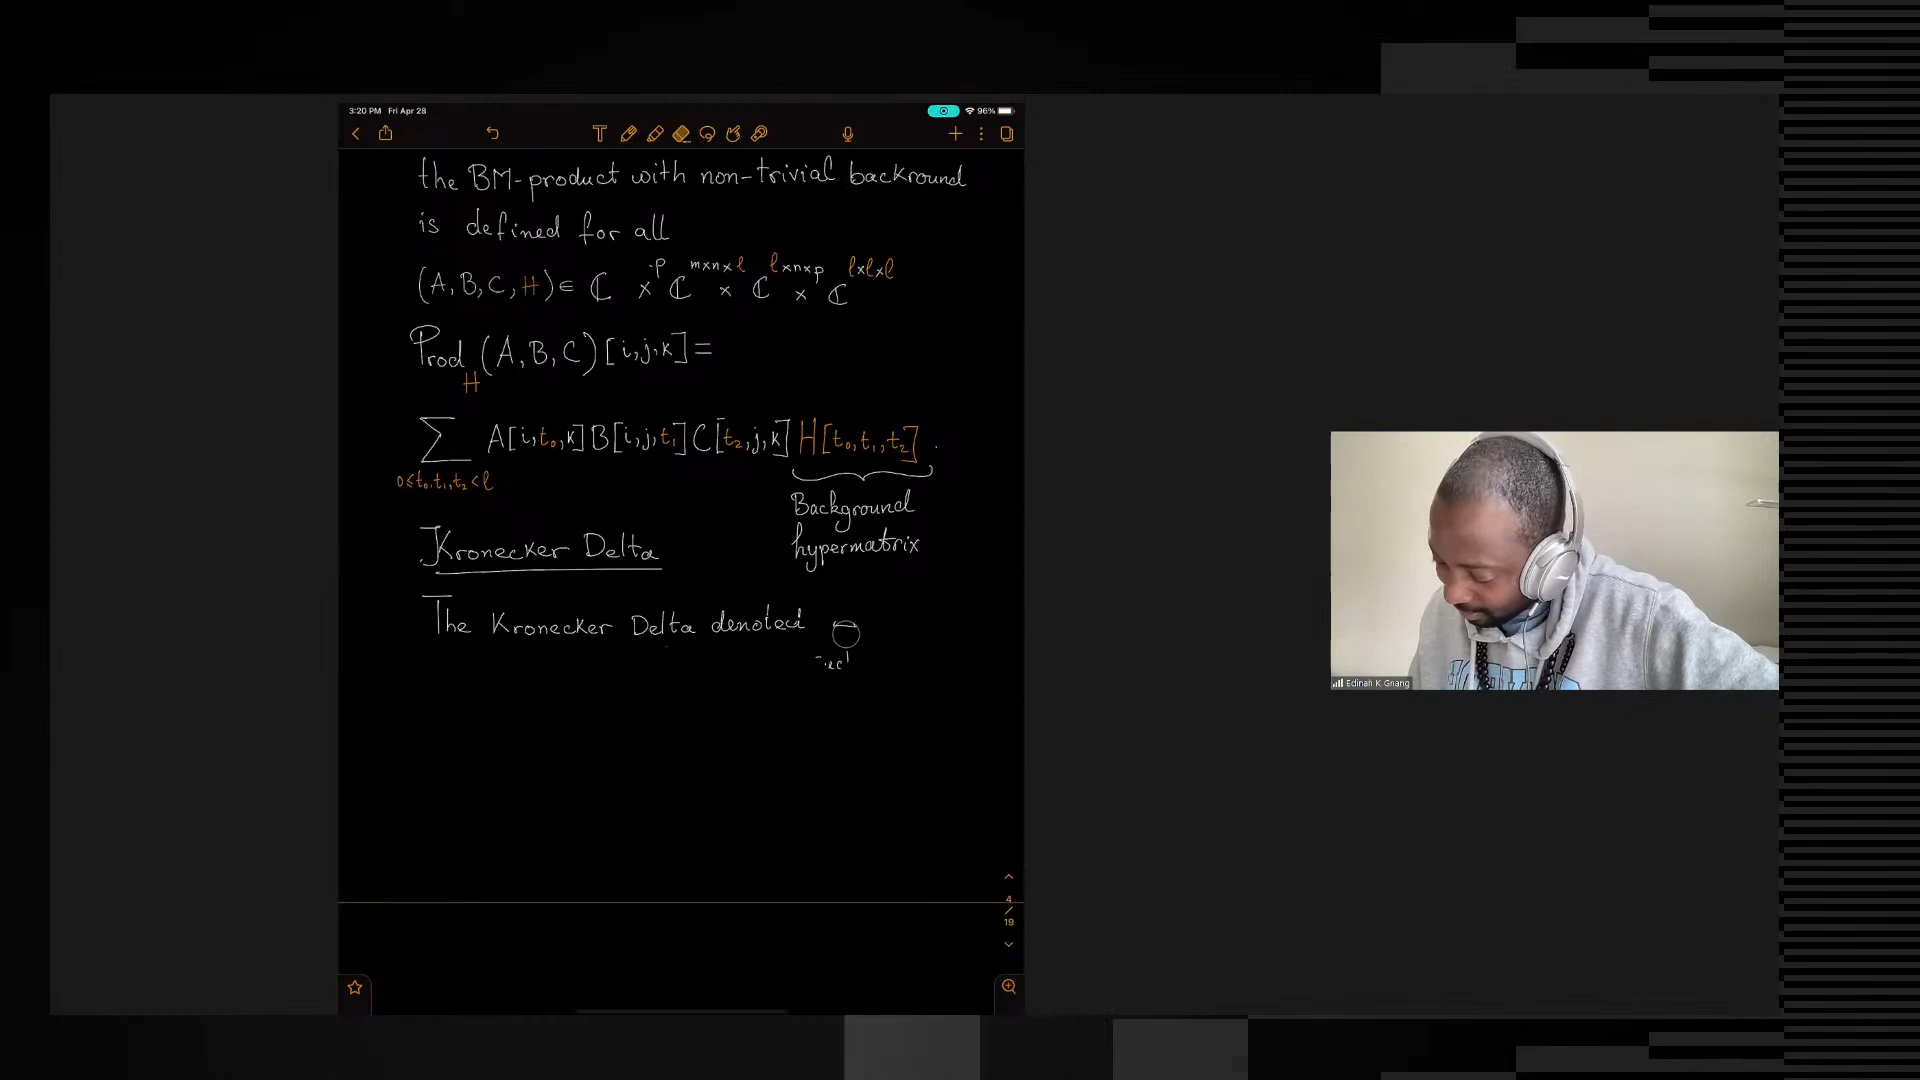 3:20 PM Fri Apr 28
96%
the BM-product with non-trivial backround
is defined for all
(A, B, C, H) ∈ ℂ × ᵖ ℂ^{m×n×l} × ℂ^{l×n×p} × ℂ^{l×l×l}
Prod_H (A, B, C) [i, j, k] =
∑_{0≤t₀,t₁,t₂<l} A[i, t₀, k] B[i, j, t₁] C[t₂, j, k] H[t₀, t₁, t₂] .
Background
hypermatrix
Kronecker Delta
The Kronecker Delta denoted
4
/
19
Edinah K Gnang